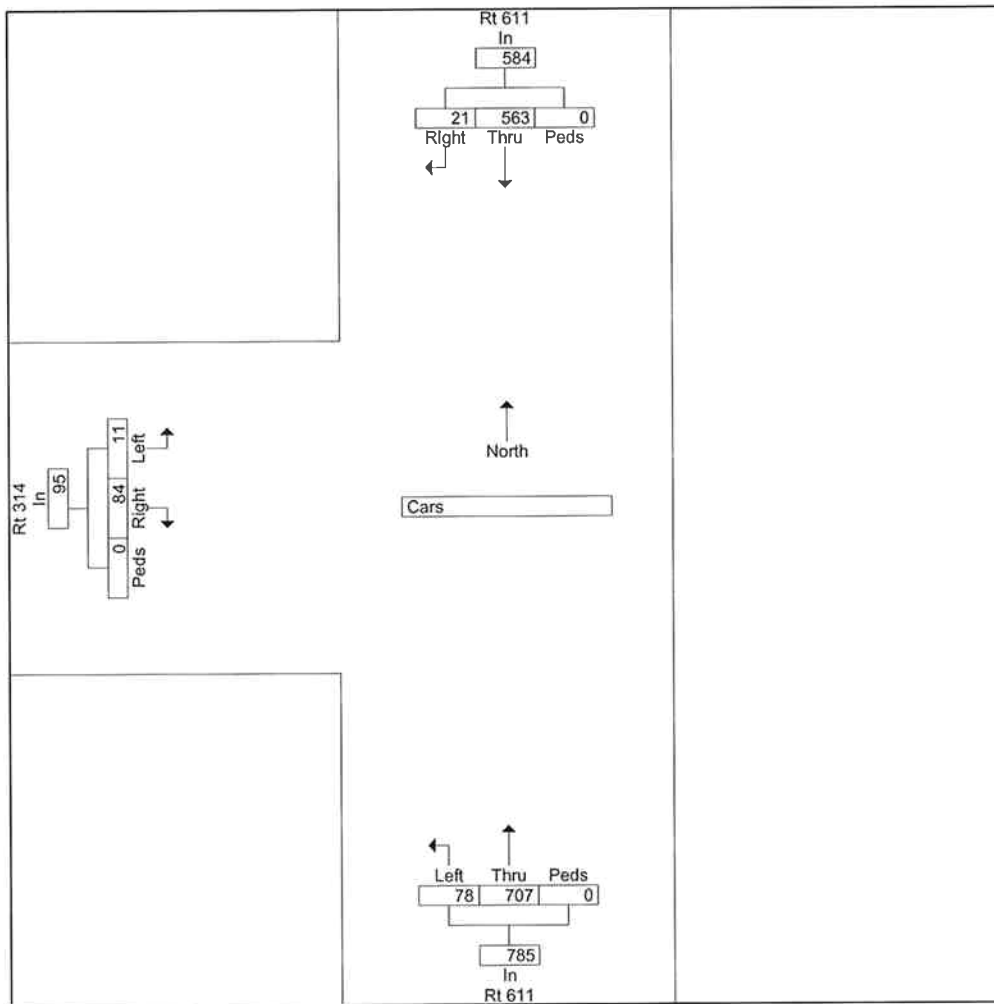 Rt 611
In
584
21 563 0
RIght Thru Peds
Rt 314
In
95
11 84 0
Left Right Peds
North
Cars
Left Thru Peds
78 707 0
785
In
Rt 611